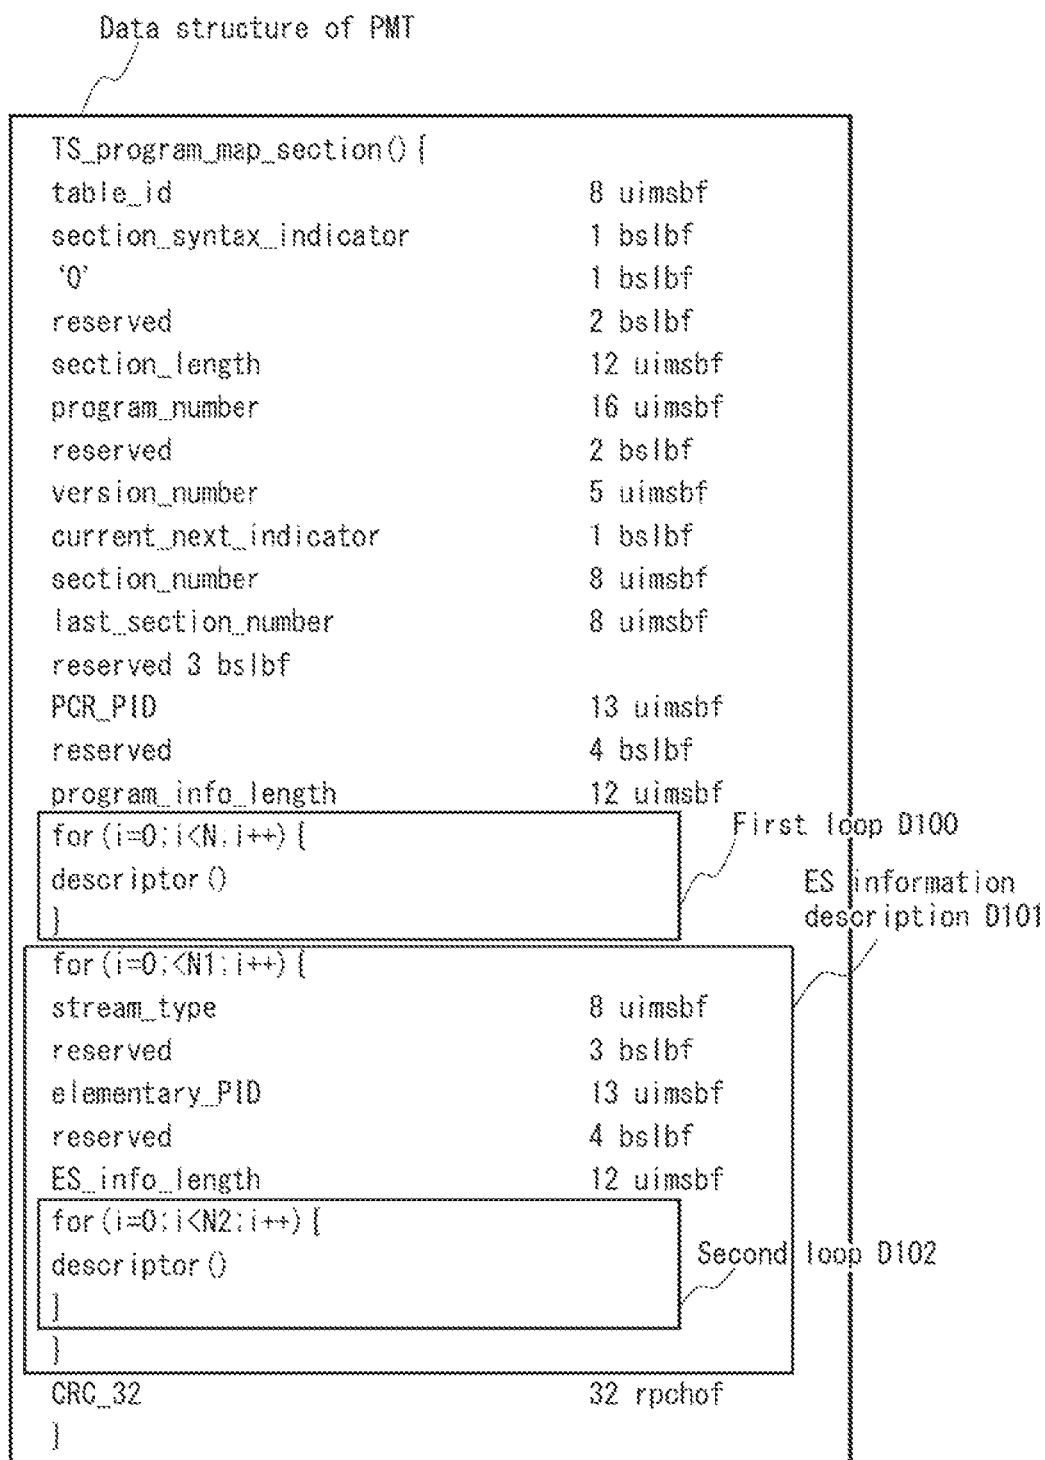 Data structure of PMT
TS_program_map_section() {
table_id 8 uimsbf
section_syntax_indicator 1 bslbf
‘0’ 1 bslbf
reserved 2 bslbf
section_length 12 uimsbf
program_number 16 uimsbf
reserved 2 bslbf
version_number 5 uimsbf
current_next_indicator 1 bslbf
section_number 8 uimsbf
last_section_number 8 uimsbf
reserved 3 bslbf
PCR_PID 13 uimsbf
reserved 4 bslbf
program_info_length 12 uimsbf
for(i=0;i<N;i++) {
First loop D100
descriptor()
ES information
description D101
}
for(i=0;<N1;i++) {
stream_type 8 uimsbf
reserved 3 bslbf
elementary_PID 13 uimsbf
reserved 4 bslbf
ES_info_length 12 uimsbf
for(i=0;i<N2;i++) {
Second loop D102
descriptor()
}
}
CRC_32 32 rpchof
}